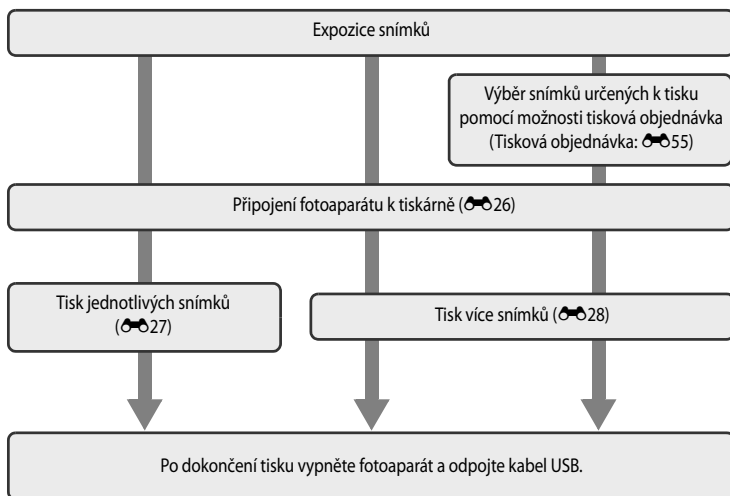 Expozice snímků
Výběr snímků určených k tisku
pomocí možnosti tisková objednávka
(Tisková objednávka: 55)
Připojení fotoaparátu k tiskárně (26)
Tisk jednotlivých snímků
(27)
Tisk více snímků (28)
Po dokončení tisku vypněte fotoaparát a odpojte kabel USB.